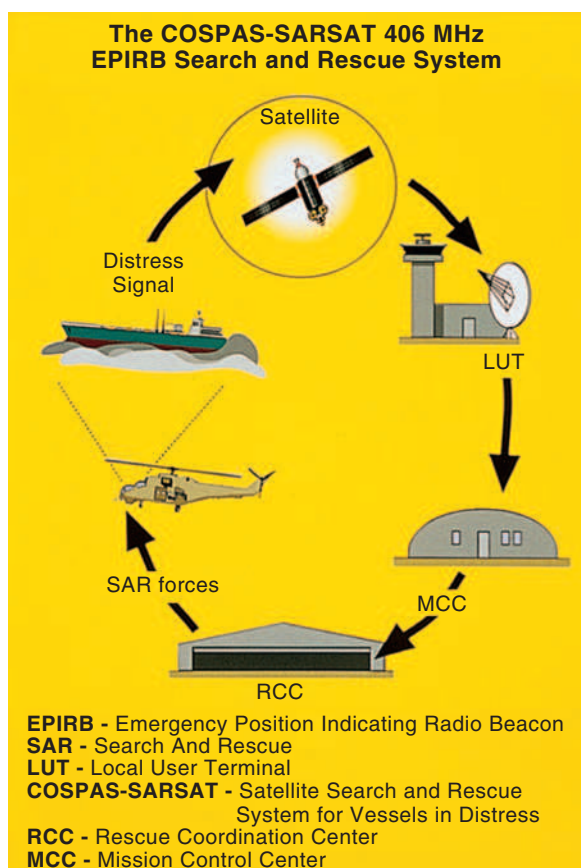 The COSPAS-SARSAT 406 MHz
EPIRB Search and Rescue System
Satellite
Distress
Signal
LUT
MCC
SAR forces
RCC
EPIRB - Emergency Position Indicating Radio Beacon
SAR - Search And Rescue
LUT - Local User Terminal
COSPAS-SARSAT - Satellite Search and Rescue
System for Vessels in Distress
RCC - Rescue Coordination Center
MCC - Mission Control Center